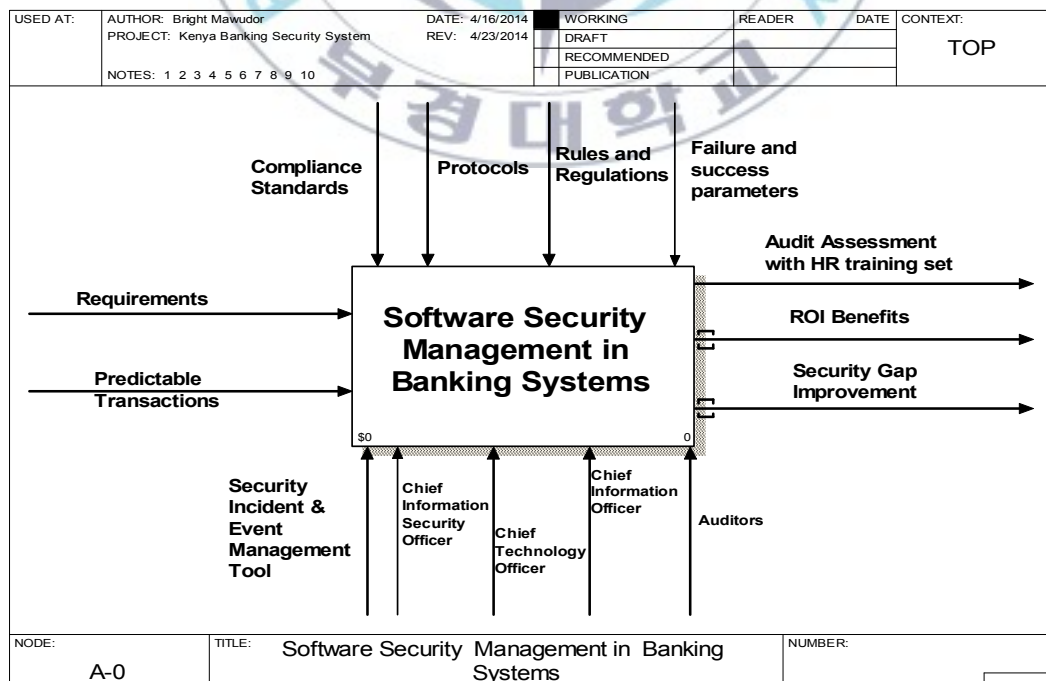 USED AT:
AUTHOR: Bright Mawudor
DATE: 4/16/2014
WORKING
READER
DATE
CONTEXT:
PROJECT: Kenya Banking Security System
REV: 4/23/2014
DRAFT
TOP
RECOMMENDED
NOTES: 1 2 3 4 5 6 7 8 9 10
PUBLICATION
부경대학교
Compliance
Standards
Protocols
Rules and
Regulations
Failure and
success
parameters
Requirements
Predictable
Transactions
Software Security
Management in
Banking Systems
$0
0
Audit Assessment
with HR training set
ROI Benefits
Security Gap
Improvement
Security
Incident &
Event
Management
Tool
Chief
Information
Security
Officer
Chief
Technology
Officer
Chief
Information
Officer
Auditors
NODE:
A-0
TITLE:
Software Security Management in Banking
Systems
NUMBER: